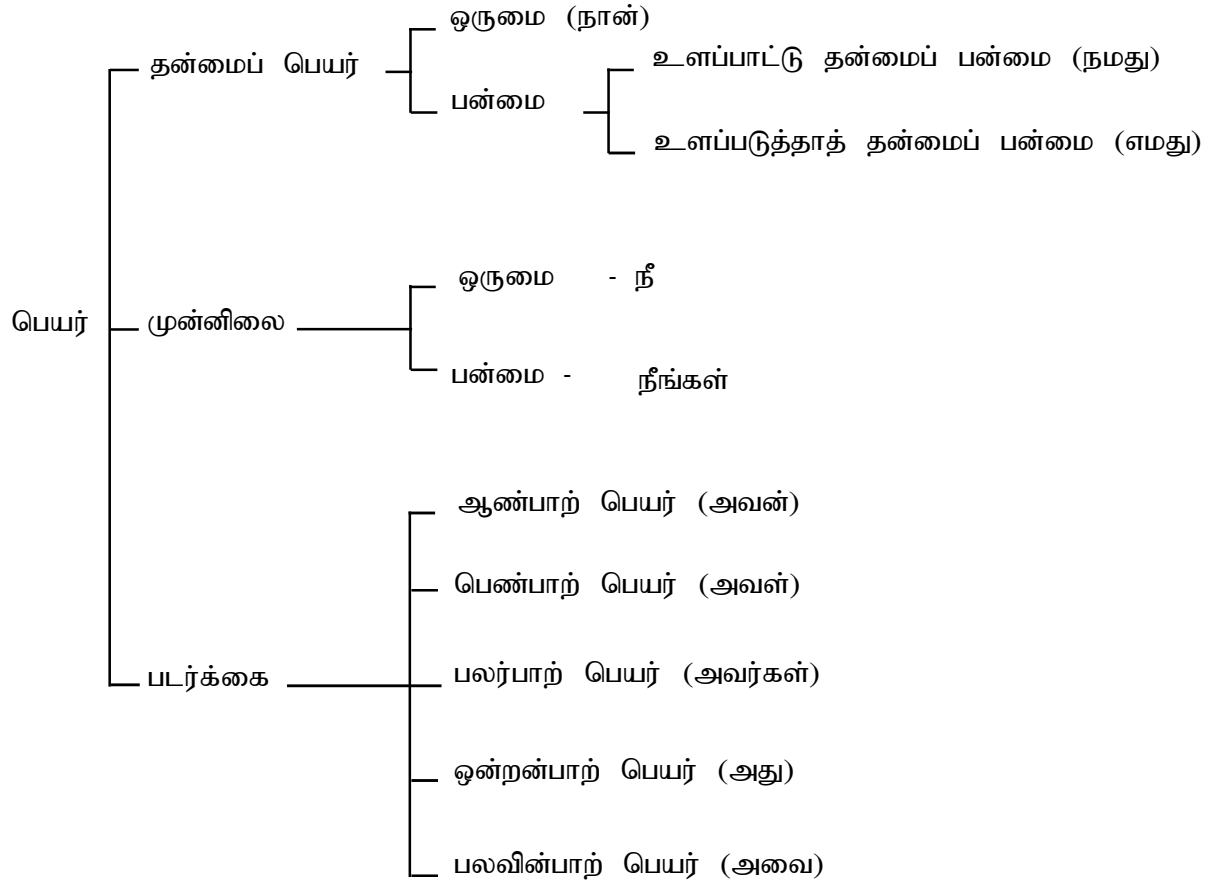 ஒருமை (நான்)
தன்மைப் பெயர்
உளப்பாட்டு தன்மைப் பன்மை (நமது)
பன்மை
உளப்படுத்தாத் தன்மைப் பன்மை (எமது)
ஒருமை - நீ
பெயர்
முன்னிலை
பன்மை - நீங்கள்
ஆண்பாற் பெயர் (அவன்)
பெண்பாற் பெயர் (அவள்)
படர்க்கை
பலர்பாற் பெயர் (அவர்கள்)
ஒன்றன்பாற் பெயர் (அது)
பலவின்பாற் பெயர் (அவை)